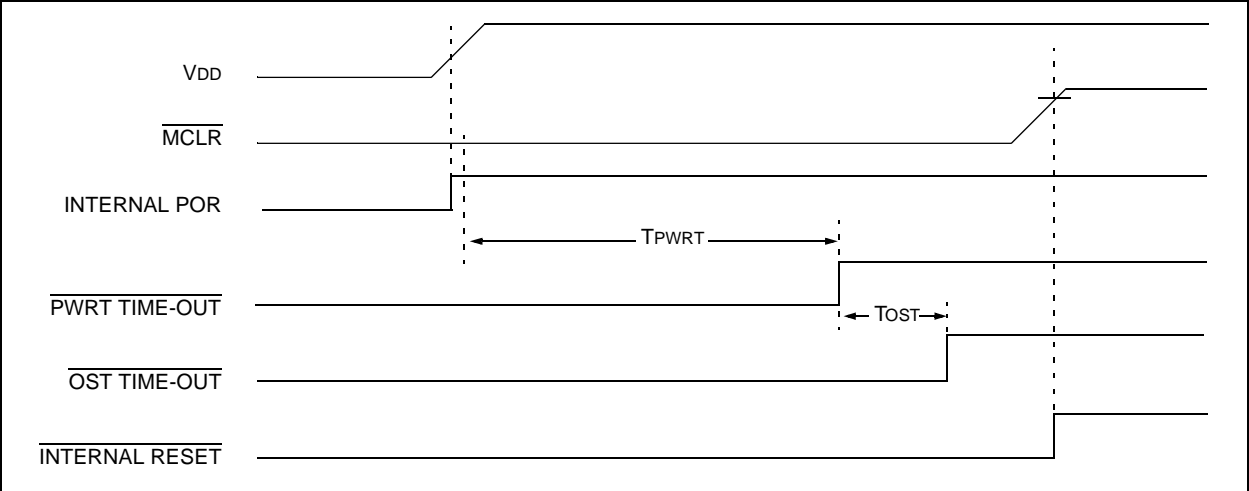 VDD
MCLR
INTERNAL POR
TPWRT
PWRT TIME-OUT
TOST
OST TIME-OUT
INTERNAL RESET